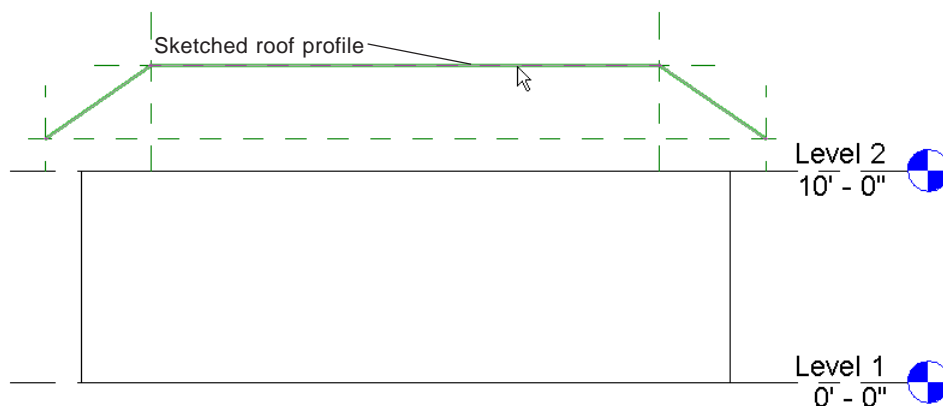 Sketched roof profile
Level 2
10' - 0"
Level 1
0' - 0"